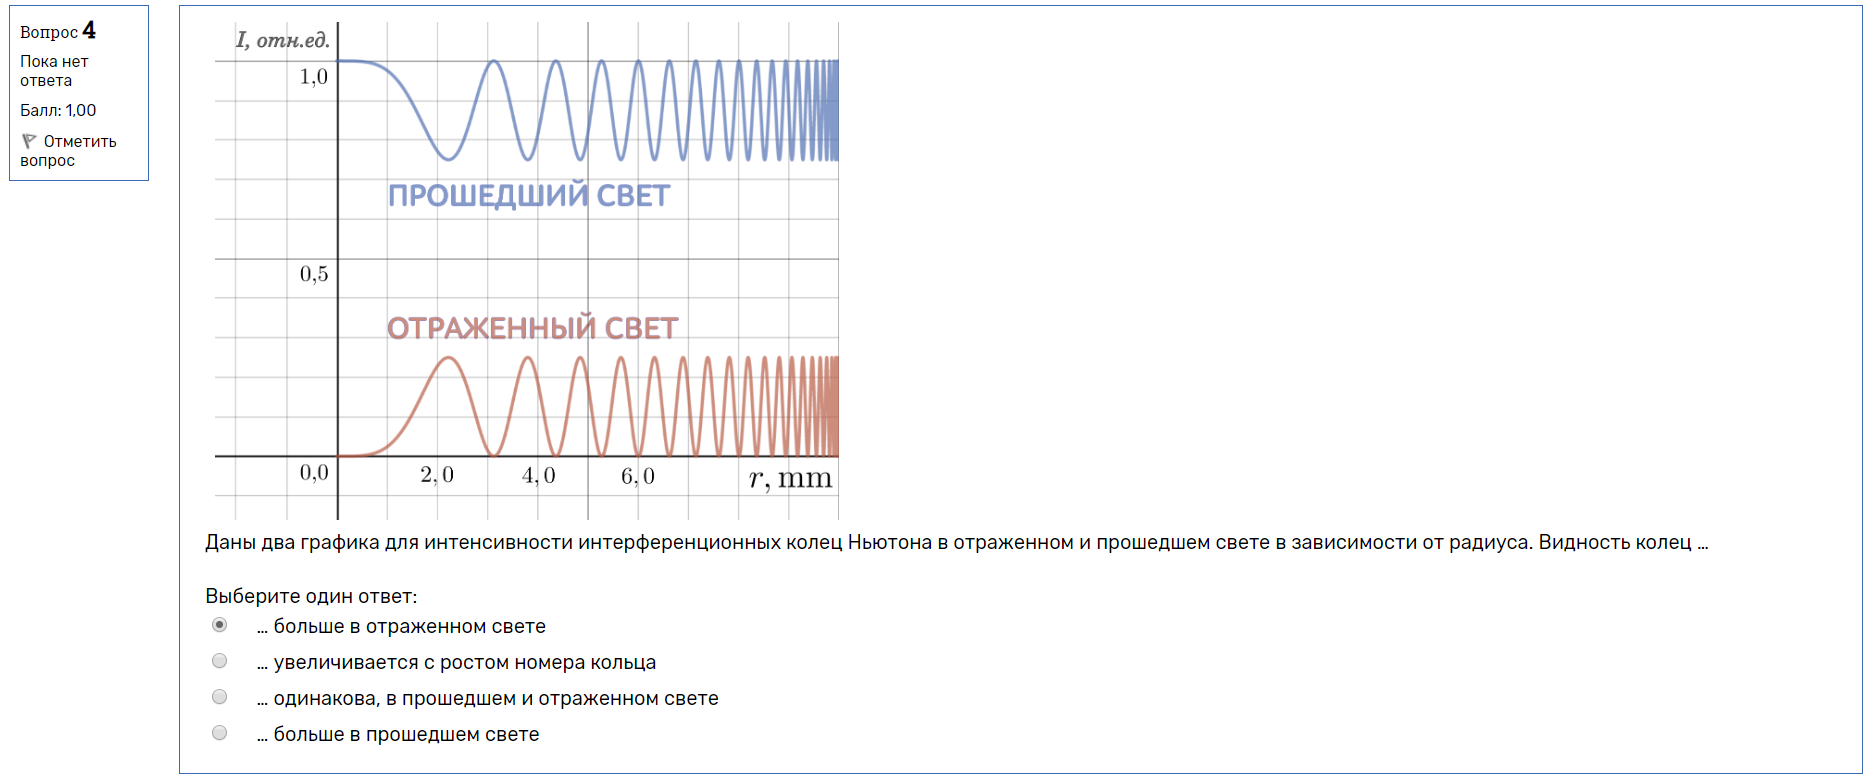 Вопрос 4
Пока нет
ответа
Балл: 1,00
Отметить
вопрос
I, отн.ед.
1,0
ПРОШЕДШИЙ СВЕТ
0,5
ОТРАЖЕННЫЙ СВЕТ
0,0
2,0
4,0
6,0
r, mm
Даны два графика для интенсивности интерференционных колец Ньютона в отраженном и прошедшем свете в зависимости от радиуса. Видность колец ...
Выберите один ответ:
... больше в отраженном свете
... увеличивается с ростом номера кольца
... одинакова, в прошедшем и отраженном свете
... больше в прошедшем свете